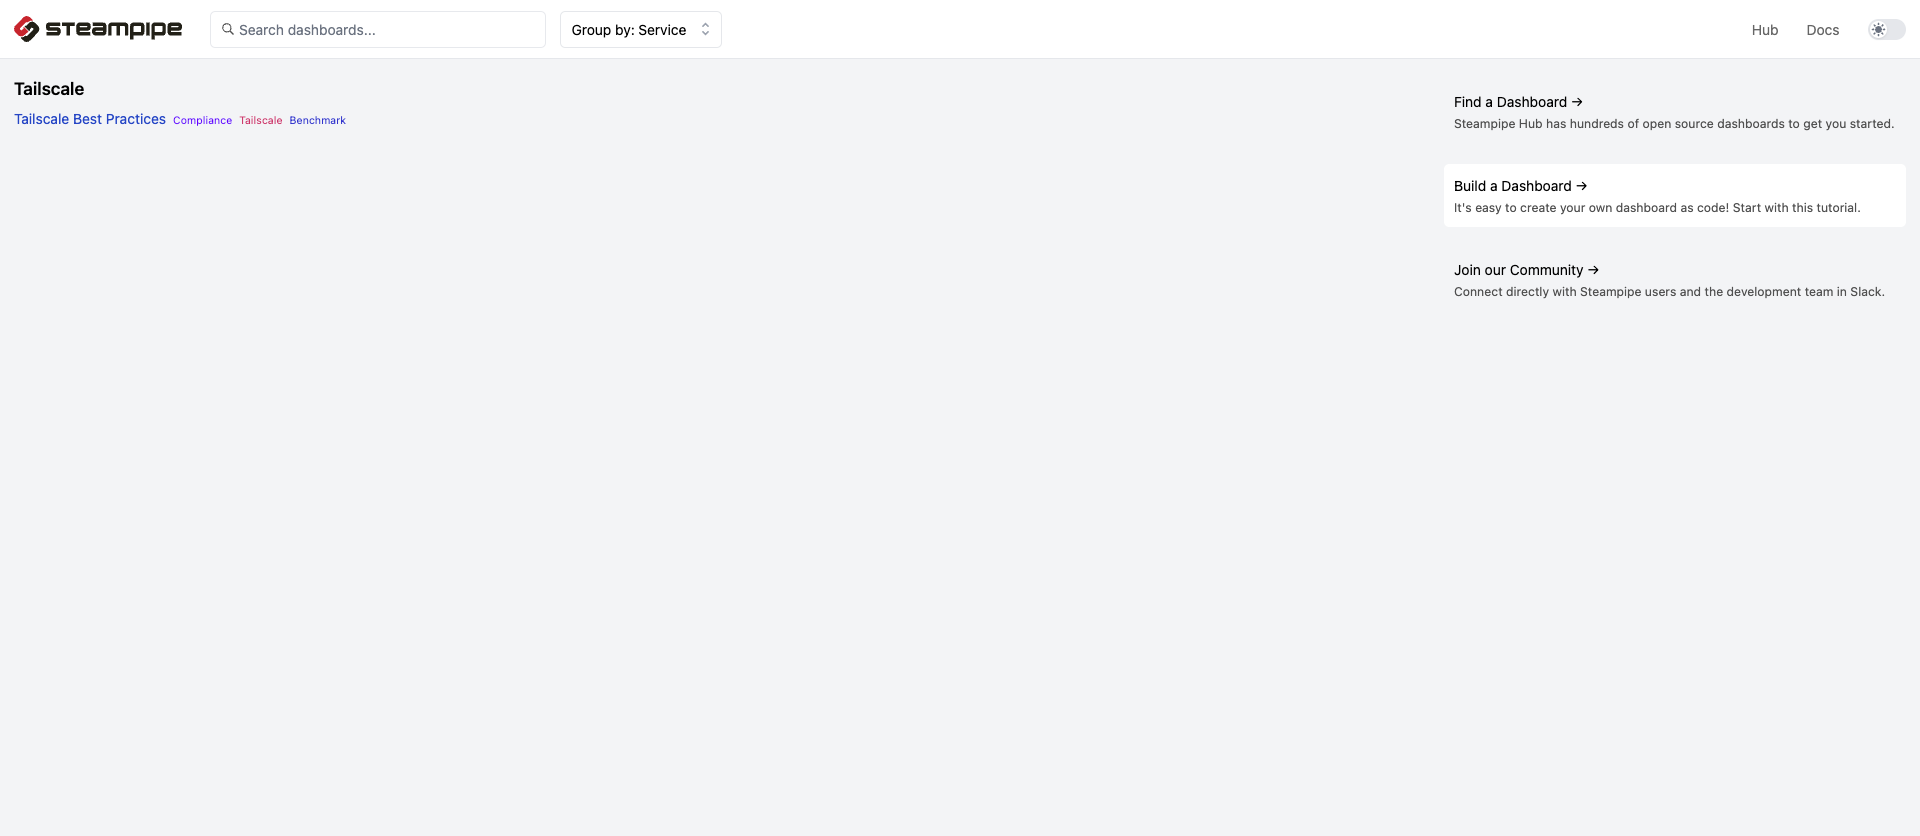 steampipe
Search dashboards...
Group by: Service
Hub
Docs
Tailscale
Tailscale Best Practices Compliance Tailscale Benchmark
Find a Dashboard →
Steampipe Hub has hundreds of open source dashboards to get you started.
Build a Dashboard →
It's easy to create your own dashboard as code! Start with this tutorial.
Join our Community →
Connect directly with Steampipe users and the development team in Slack.